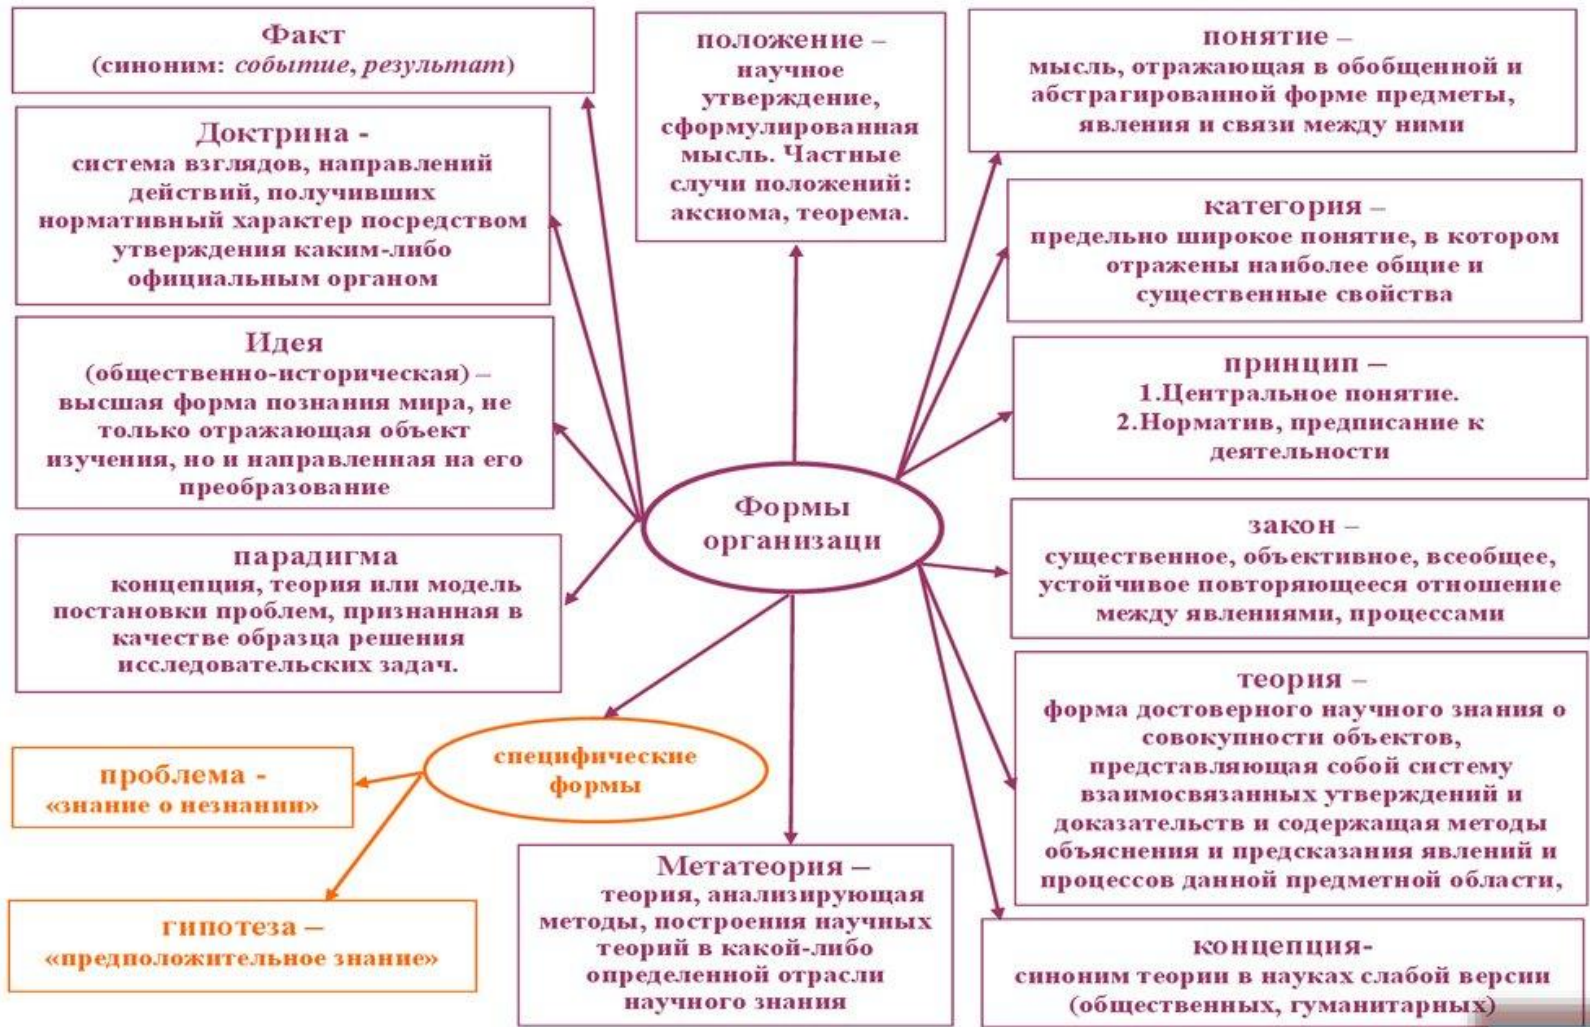 Факт
(синоним: событие, результат)
Доктрина -
система взглядов, направлений
действий, получивших
нормативный характер посредством
утверждения каким-либо
официальным органом
Идея
(общественно-историческая) –
высшая форма познания мира, не
только отражающая объект
изучения, но и направленная на его
преобразование
парадигма
концепция, теория или модель
постановки проблем, признанная в
качестве образца решения
исследовательских задач.
положение –
научное
утверждение,
сформулированная
мысль. Частные
случи положений:
аксиома, теорема.
понятие –
мысль, отражающая в обобщенной и
абстрагированной форме предметы,
явления и связи между ними
категория –
предельно широкое понятие, в котором
отражены наиболее общие и
существенные свойства
принцип –
1.Центральное понятие.
2.Норматив, предписание к
деятельности
Формы
организаци
закон –
существенное, объективное, всеобщее,
устойчивое повторяющееся отношение
между явлениями, процессами
теория –
форма достоверного научного знания о
совокупности объектов,
представляющая собой систему
взаимосвязанных утверждений и
доказательств и содержащая методы
объяснения и предсказания явлений и
процессов данной предметной области,
концепция-
синоним теории в науках слабой версии
(общественных, гуманитарных)
специфические
формы
проблема -
«знание о незнании»
гипотеза –
«предположительное знание»
Метатеория –
теория, анализирующая
методы, построения научных
теорий в какой-либо
определенной отрасли
научного знания